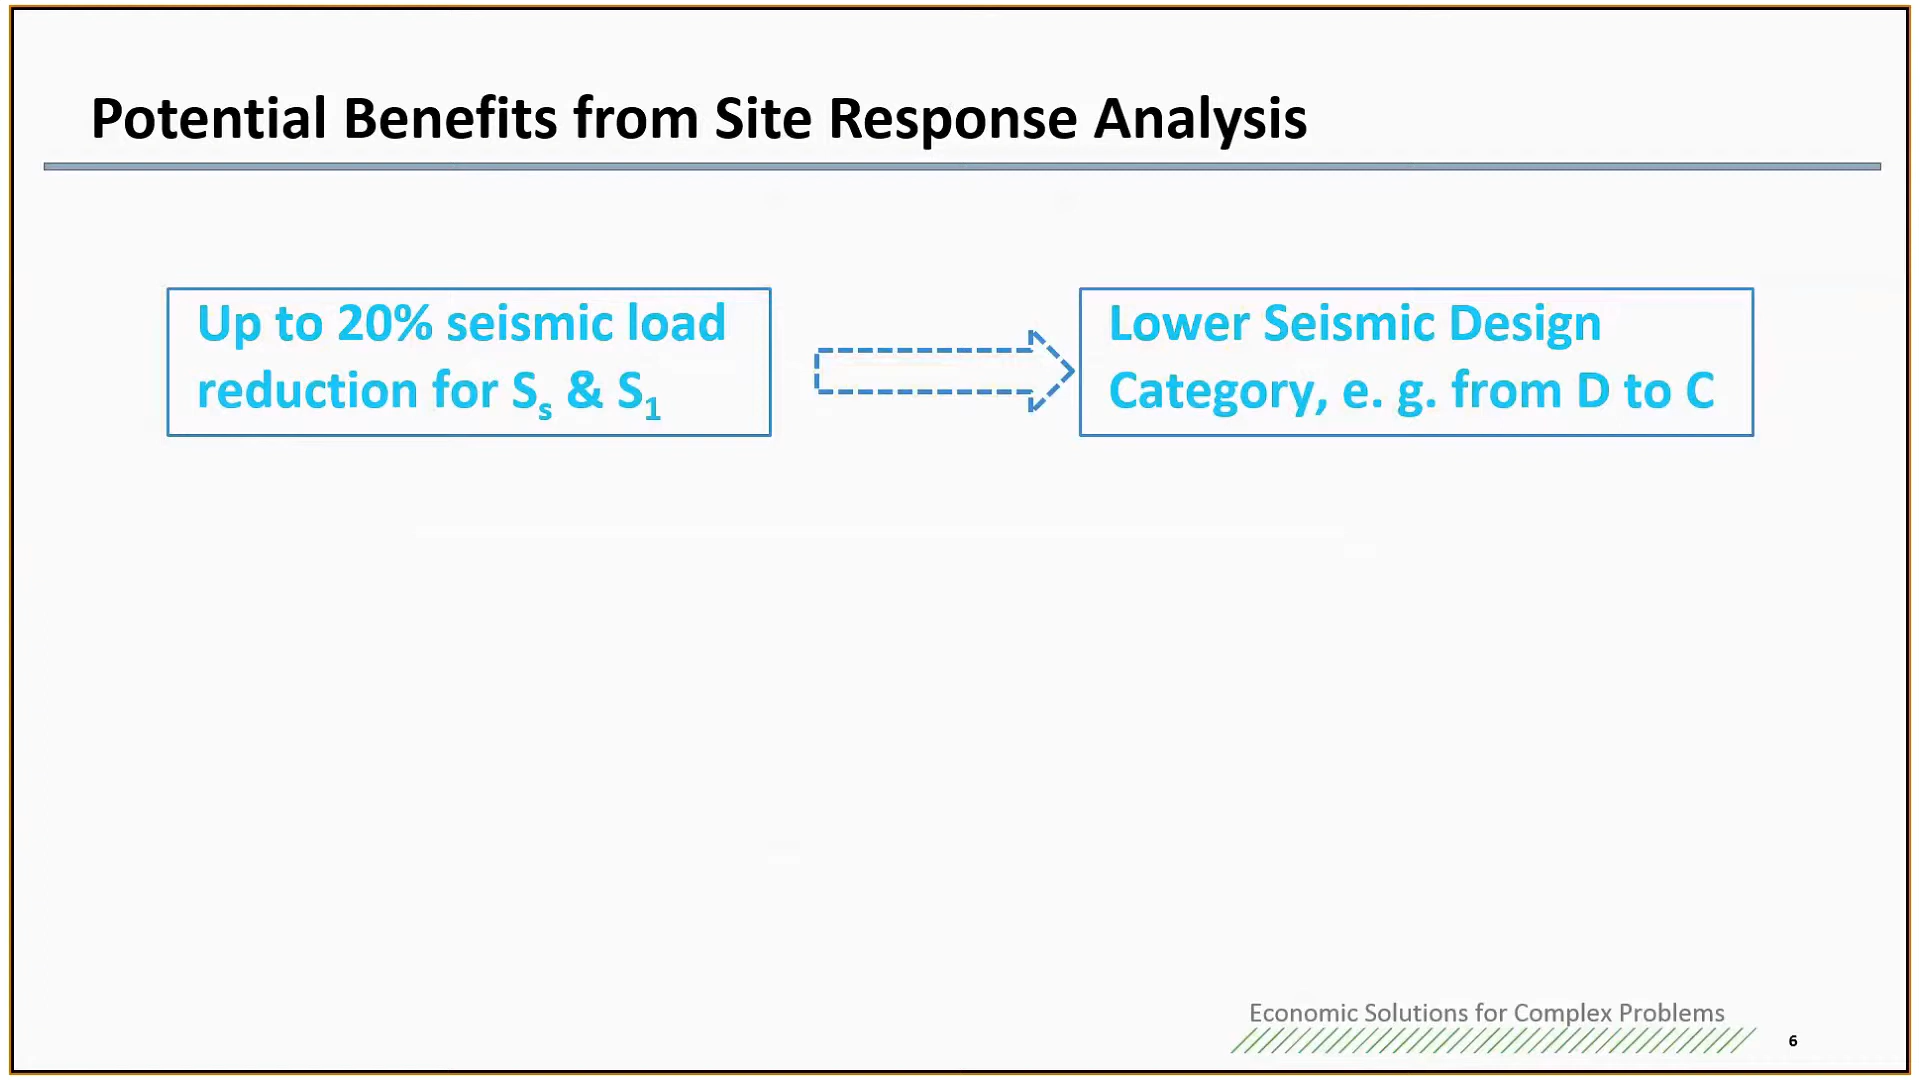 Potential Benefits from Site Response Analysis
Up to 20% seismic load
reduction for Ss & S1
Lower Seismic Design
Category, e. g. from D to C
Economic Solutions for Complex Problems
6